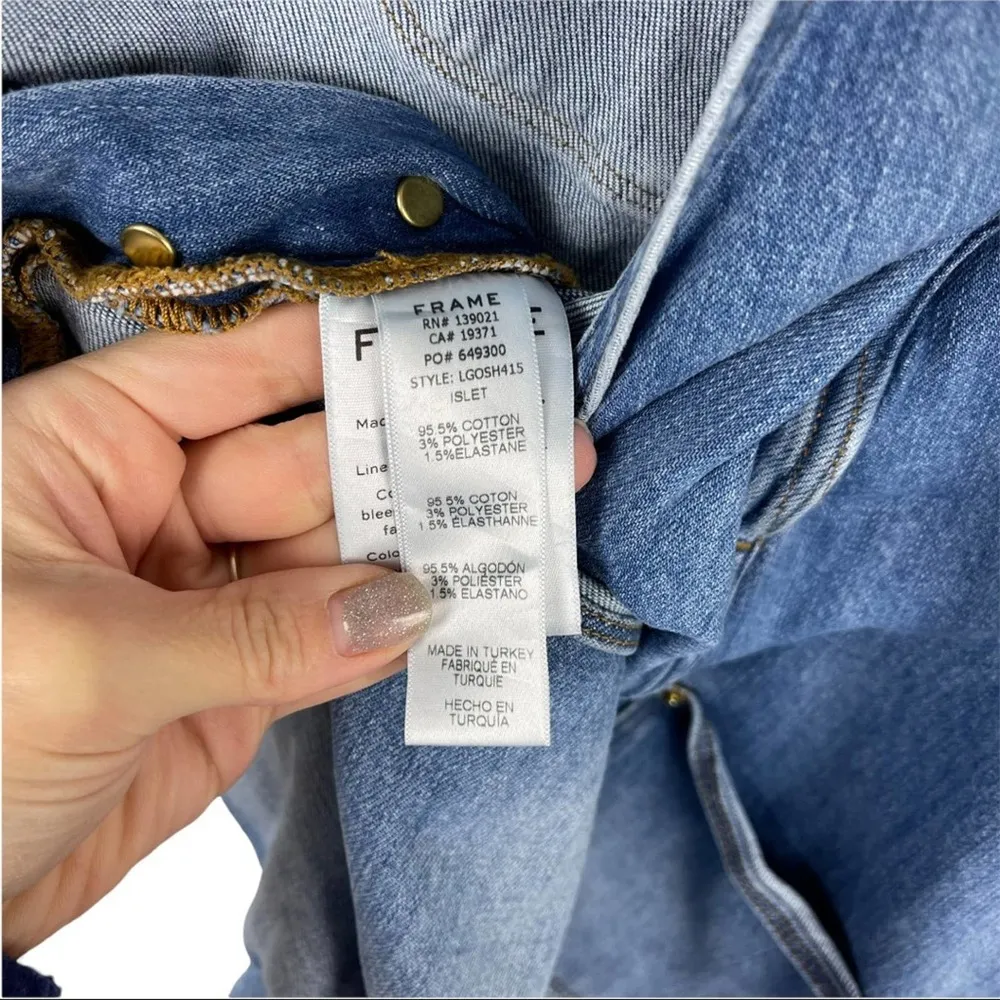 FRAME
RN# 139021
CA# 19371
PO# 649300
STYLE: LGOSH415
ISLET
95.5% COTTON
3% POLYESTER
1.5%ELASTANE
95.5% COTON
3% POLYESTER
1.5% ÉLASTHANNE
95.5% ALGODÓN
3% POLIÉSTER
1.5% ELASTANO
MADE IN TURKEY
FABRIQUÉ EN
TURQUIE
HECHO EN
TURQUÍA